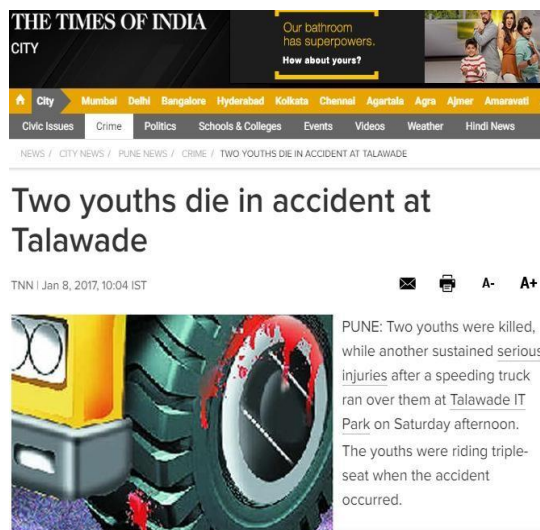 THE TIMES OF INDIA
CITY
Our bathroom
has superpowers.
How about yours?
City Mumbai Delhi Bangalore Hyderabad Kolkata Chennai Agartala Agra Ajmer Amaravati
Civic Issues Crime Politics Schools & Colleges Events Videos Weather Hindi News
NEWS / CITY NEWS / PUNE NEWS / CRIME / TWO YOUTHS DIE IN ACCIDENT AT TALAWADE
Two youths die in accident at
Talawade
TNN | Jan 8, 2017, 10:04 IST
A- A+
PUNE: Two youths were killed,
while another sustained serious
injuries after a speeding truck
ran over them at Talawade IT
Park on Saturday afternoon.
The youths were riding triple-
seat when the accident
occurred.